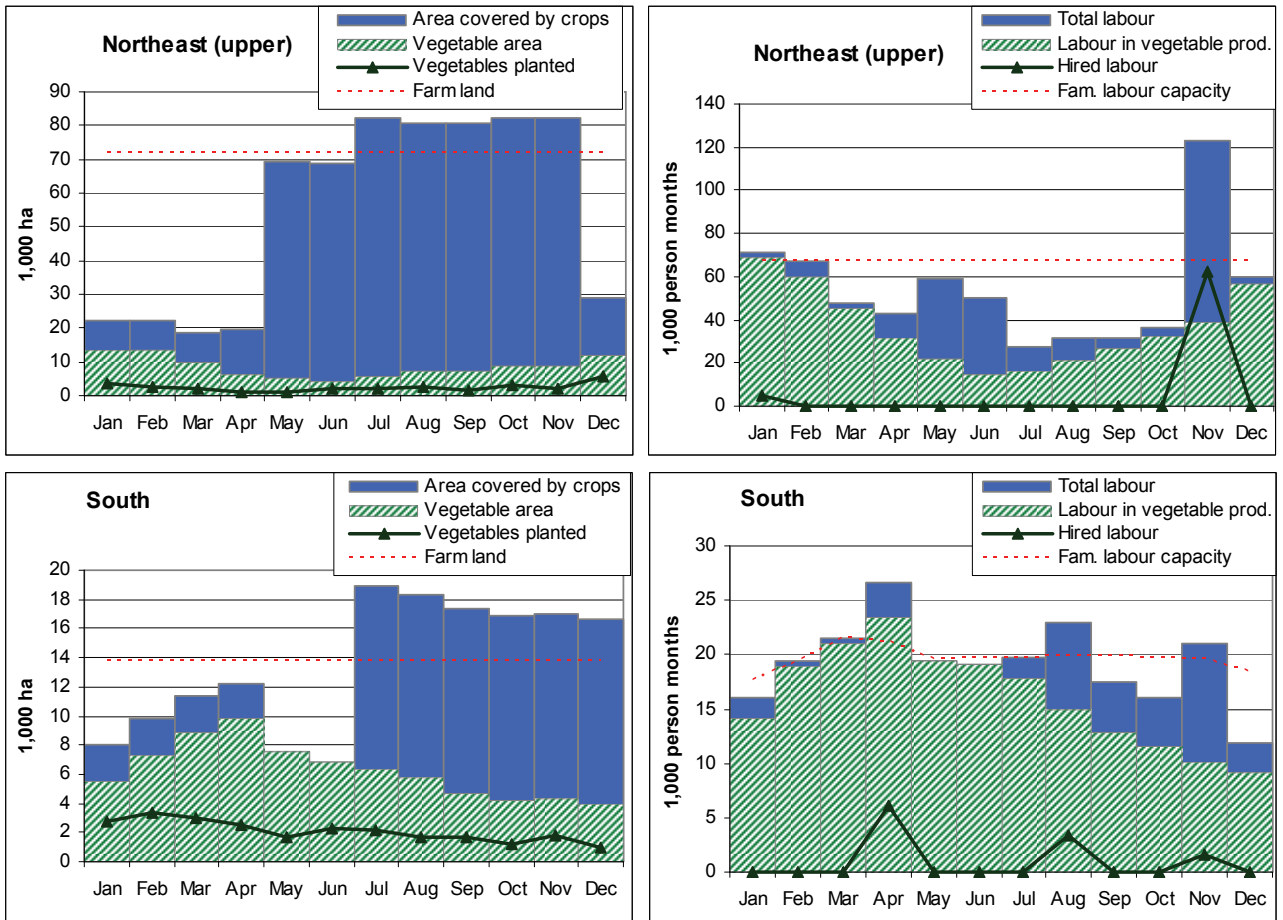 Northeast (upper)
Area covered by crops
Vegetable area
Vegetables planted
Farm land
1,000 ha
90
80
70
60
50
40
30
20
10
0
Jan Feb Mar Apr May Jun Jul Aug Sep Oct Nov Dec
Northeast (upper)
Total labour
Labour in vegetable prod.
Hired labour
Fam. labour capacity
1,000 person months
140
120
100
80
60
40
20
0
Jan Feb Mar Apr May Jun Jul Aug Sep Oct Nov Dec
South
Area covered by crops
Vegetable area
Vegetables planted
Farm land
1,000 ha
20
18
16
14
12
10
8
6
4
2
0
Jan Feb Mar Apr May Jun Jul Aug Sep Oct Nov Dec
South
Total labour
Labour in vegetable prod.
Hired labour
Fam. labour capacity
1,000 person months
30
25
20
15
10
5
0
Jan Feb Mar Apr May Jun Jul Aug Sep Oct Nov Dec